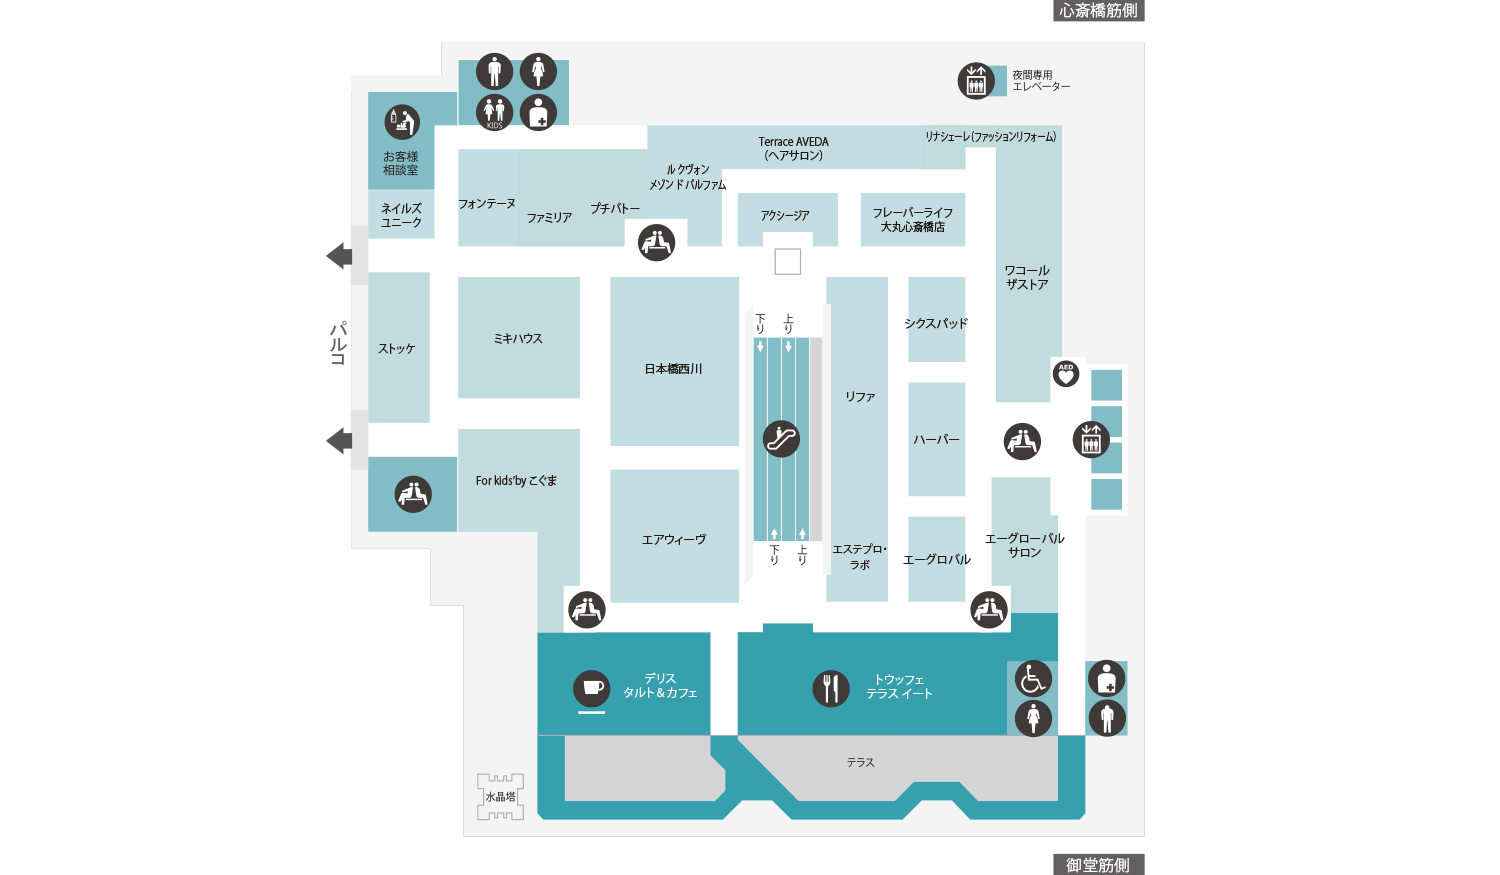 心斎橋筋側
夜間専用
エレベーター
KIDS
お客様
相談室
Terrace AVEDA
（ヘアサロン）
リナシェーレ（ファッションリフォーム）
ル クヴォン
メゾン ド パルファム
ネイルズ
ユニーク
フォンテーヌ
ファミリア
プチバトー
アクシージア
フレーバーライフ
大丸心斎橋店
ワコール
ザストア
パルコ
ストッケ
ミキハウス
日本橋西川
下り
上り
シクスパッド
リファ
AED
ハーバー
For kids'by こぐま
エアウィーヴ
下り
上り
エステプロ・
ラボ
エーグロバル
エーグローバル
サロン
デリス
タルト＆カフェ
トウッフェ
テラス イート
テラス
水晶塔
御堂筋側